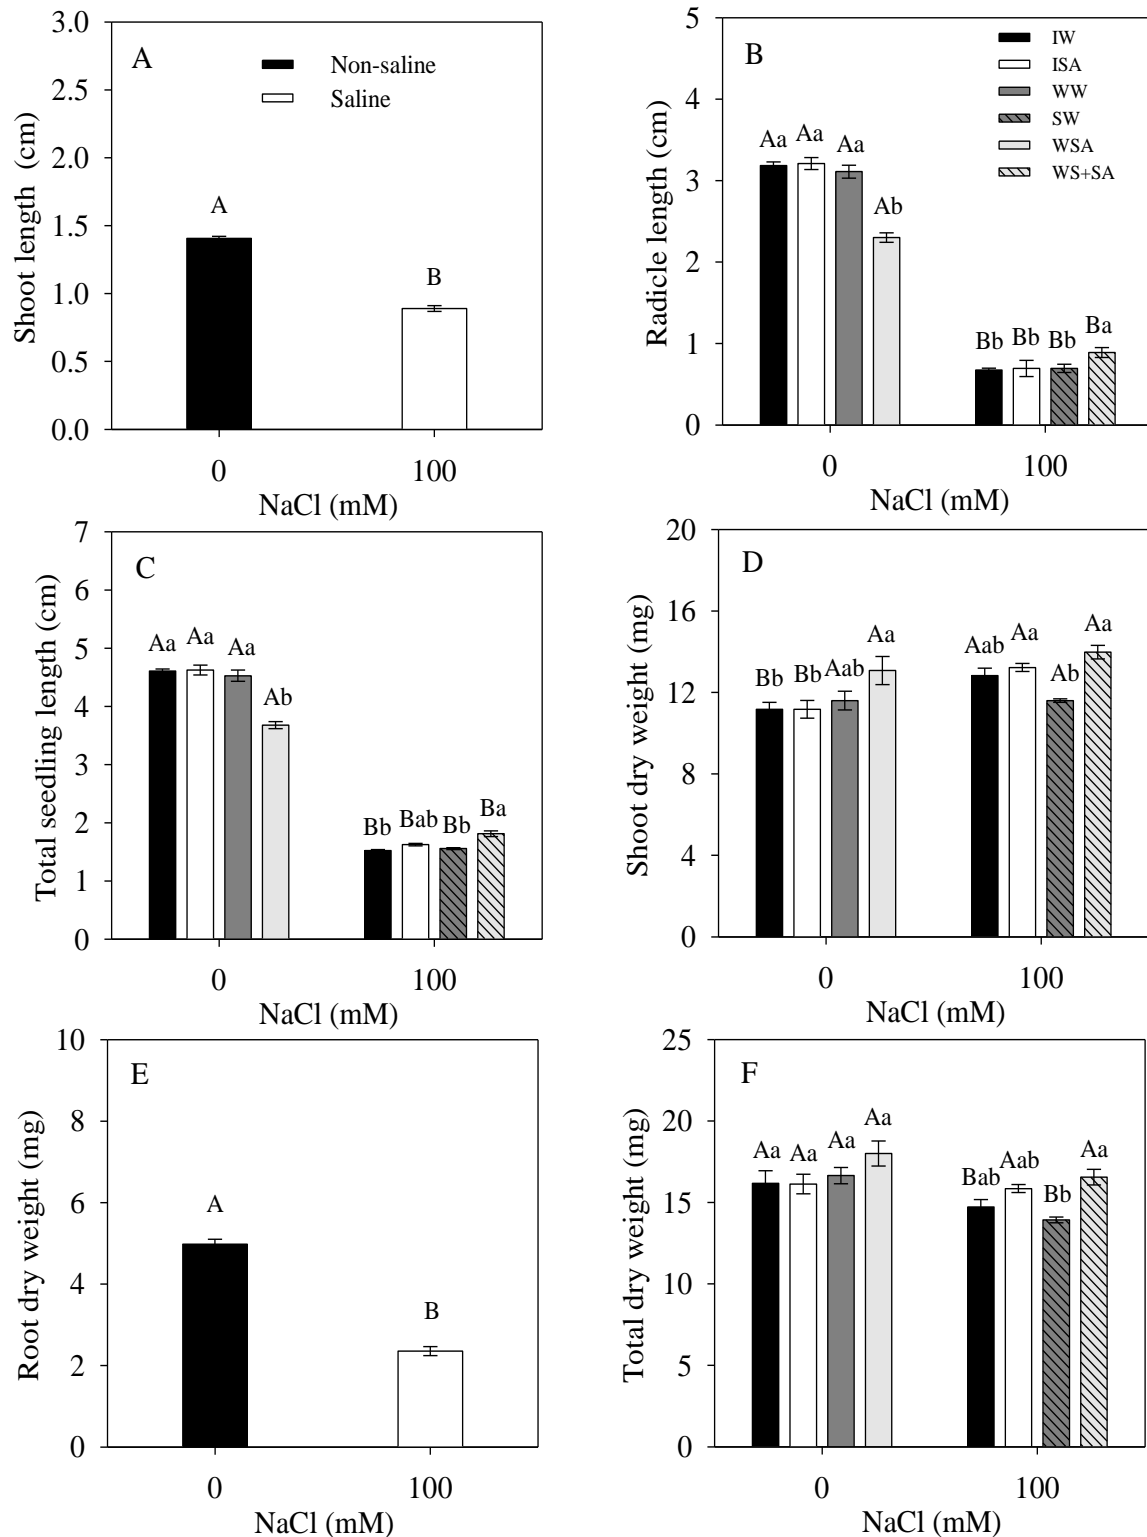 A
Non-saline
Saline
Shoot length (cm)
3.0
2.5
2.0
1.5
1.0
0.5
0.0
A
B
0
100
NaCl (mM)
B
IW
ISA
WW
SW
WSA
WS+SA
Radicle length (cm)
5
4
3
2
1
0
Aa Aa Aa Ab
Bb Bb Bb Ba
0
100
NaCl (mM)
C
Total seedling length (cm)
7
6
5
4
3
2
1
0
Aa Aa Aa Ab
Bb Bab Bb Ba
0
100
NaCl (mM)
D
Shoot dry weight (mg)
20
16
12
8
4
0
Bb Bb Aab Aa
Aab Aa Ab Aa
0
100
NaCl (mM)
E
Root dry weight (mg)
10
8
6
4
2
0
A
B
0
100
NaCl (mM)
F
Total dry weight (mg)
25
20
15
10
5
0
Aa Aa Aa Aa
Bab Aab Bb Aa
0
100
NaCl (mM)